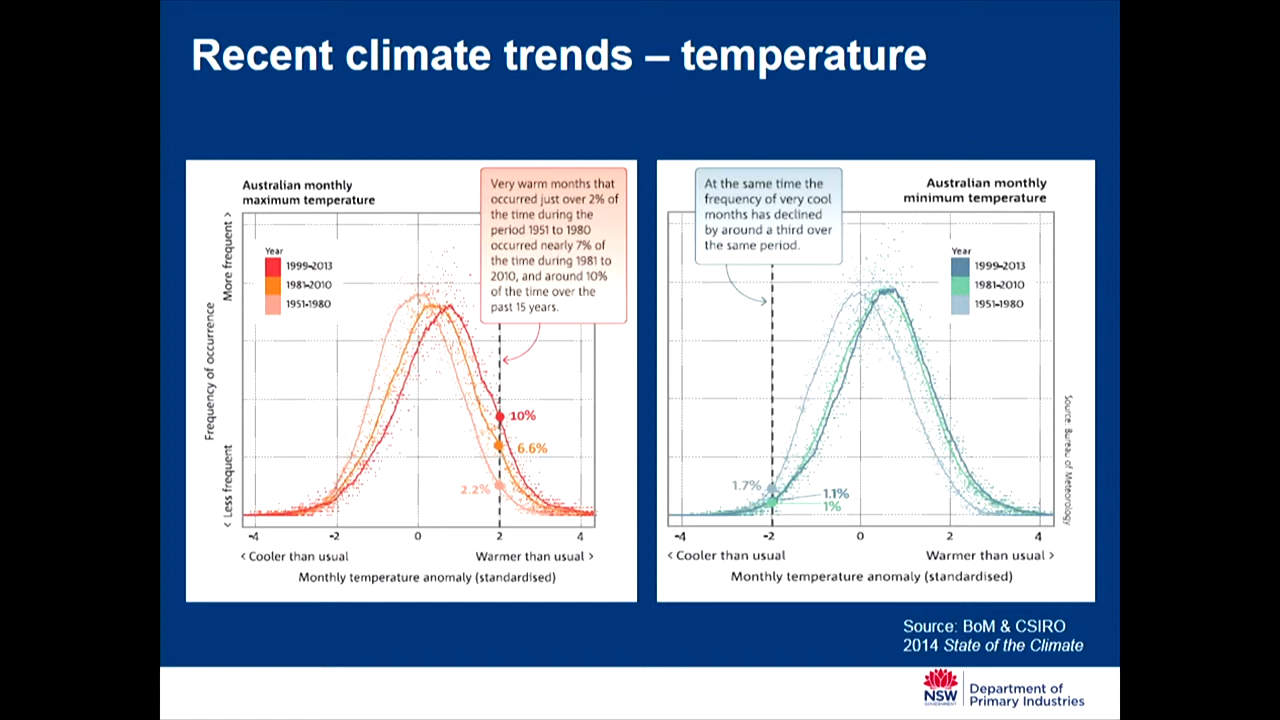 Recent climate trends – temperature
Australian monthly
maximum temperature
Very warm months that
occurred just over 2% of
the time during the
period 1951 to 1980
occurred nearly 7% of
the time during 1981 to
2010, and around 10%
of the time over the
past 15 years.
Year
1999-2013
1981-2010
1951-1980
Frequency of occurrence
< Less frequent
More frequent >
10%
6.6%
2.2%
-4
-2
0
2
4
< Cooler than usual
Warmer than usual >
Monthly temperature anomaly (standardised)
At the same time the
frequency of very cool
months has declined
by around a third over
the same period.
Australian monthly
minimum temperature
Year
1999-2013
1981-2010
1951-1980
1.7%
1.1%
1%
-4
-2
0
2
4
< Cooler than usual
Warmer than usual >
Monthly temperature anomaly (standardised)
Source: Bureau of Meteorology
Source: BoM & CSIRO
2014 State of the Climate
NSW
GOVERNMENT
Department of
Primary Industries